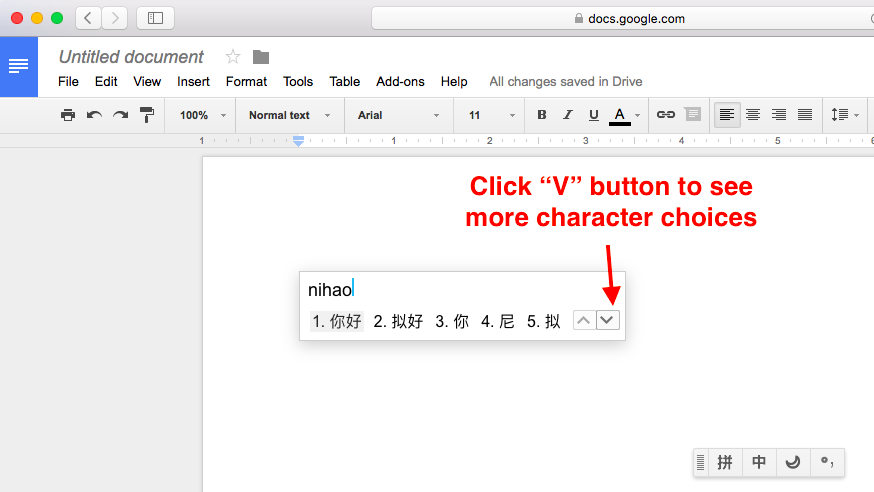 docs.google.com
Untitled document
File Edit View Insert Format Tools Table Add-ons Help All changes saved in Drive
100% Normal text Arial 11 B I U A
1 1 2 3 4 5 6
Click “V” button to see
more character choices
nihao
1. 你好 2. 拟好 3. 你 4. 尼 5. 拟
拼 中 °,